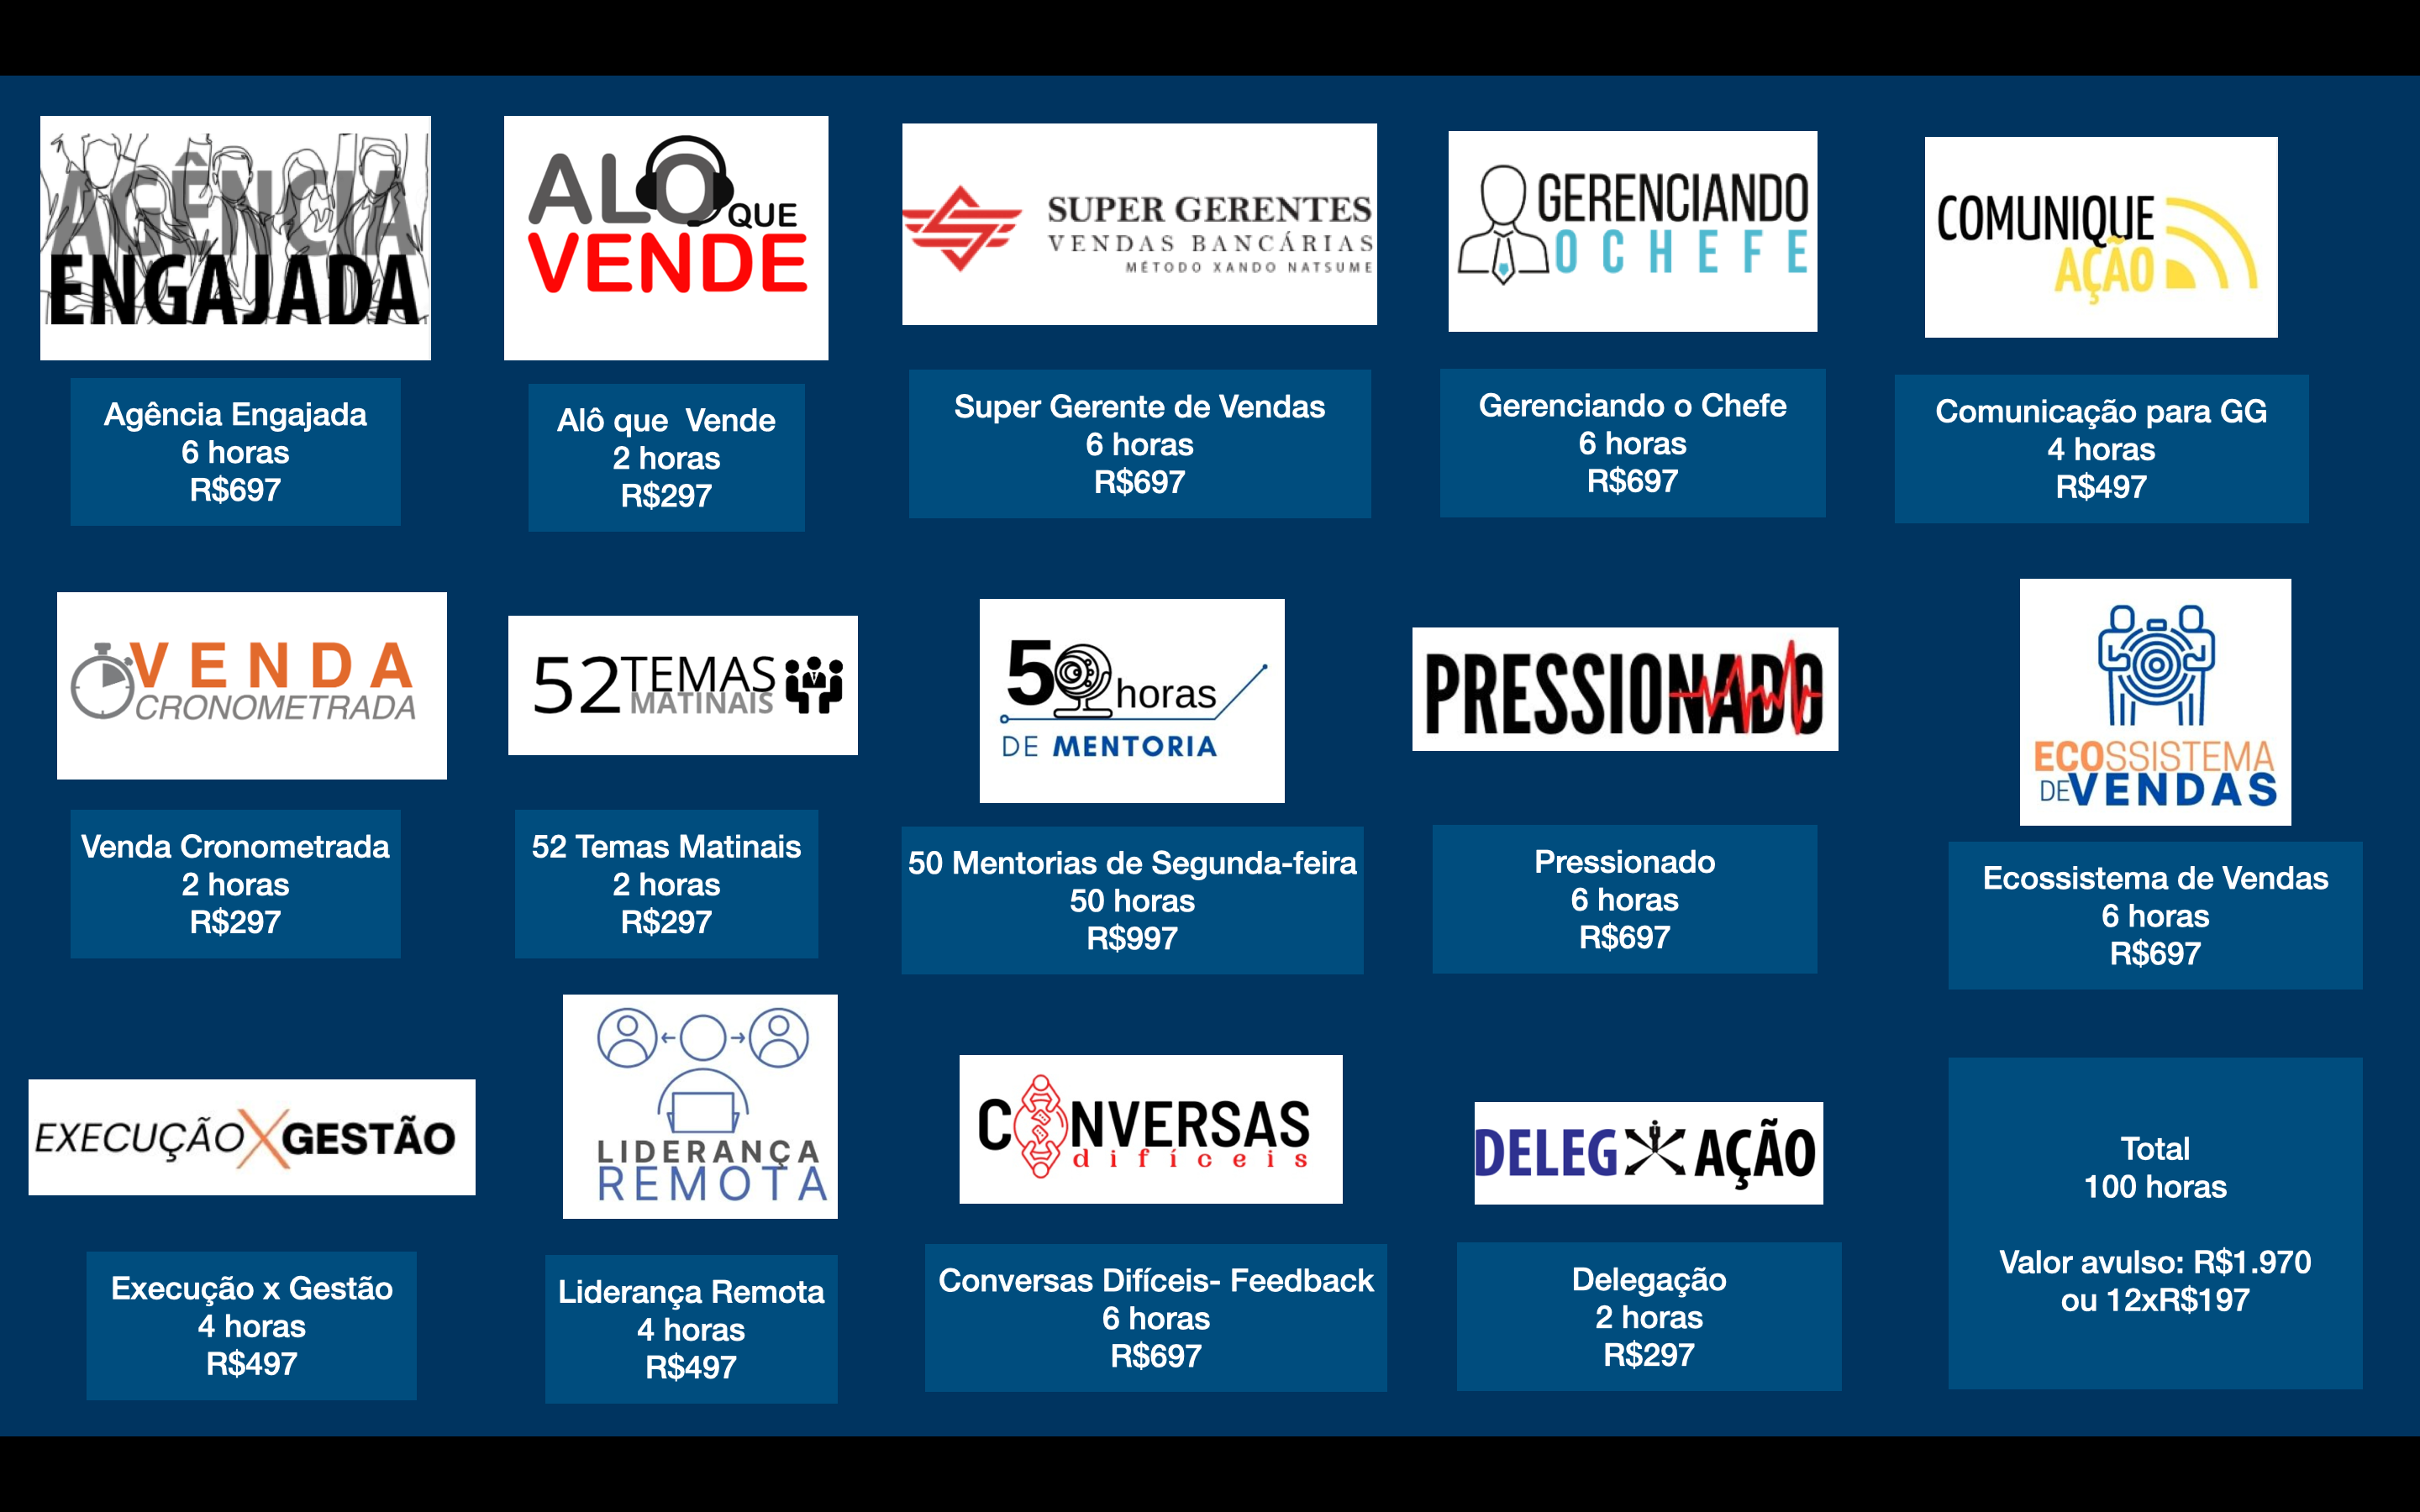 AGÊNCIA
ENGAJADA
Agência Engajada
6 horas
R$697
ALO QUE
VENDE
Alô que  Vende
2 horas
R$297
SUPER GERENTES
VENDAS BANCÁRIAS
MÉTODO XANDO NATSUME
Super Gerente de Vendas
6 horas
R$697
GERENCIANDO
O CHEFE
Gerenciando o Chefe
6 horas
R$697
COMUNIQUE
AÇÃO
Comunicação para GG
4 horas
R$497
VENDA
CRONOMETRADA
Venda Cronometrada
2 horas
R$297
52 TEMAS
MATINAIS
52 Temas Matinais
2 horas
R$297
50 horas
DE MENTORIA
50 Mentorias de Segunda-feira
50 horas
R$997
PRESSIONADO
Pressionado
6 horas
R$697
ECOSSISTEMA
DE VENDAS
Ecossistema de Vendas
6 horas
R$697
EXECUÇÃO X GESTÃO
Execução x Gestão
4 horas
R$497
LIDERANÇA
REMOTA
Liderança Remota
4 horas
R$497
CONVERSAS
difíceis
Conversas Difíceis- Feedback
6 horas
R$697
DELEG AÇÃO
Delegação
2 horas
R$297
Total
100 horas
Valor avulso: R$1.970
ou 12xR$197